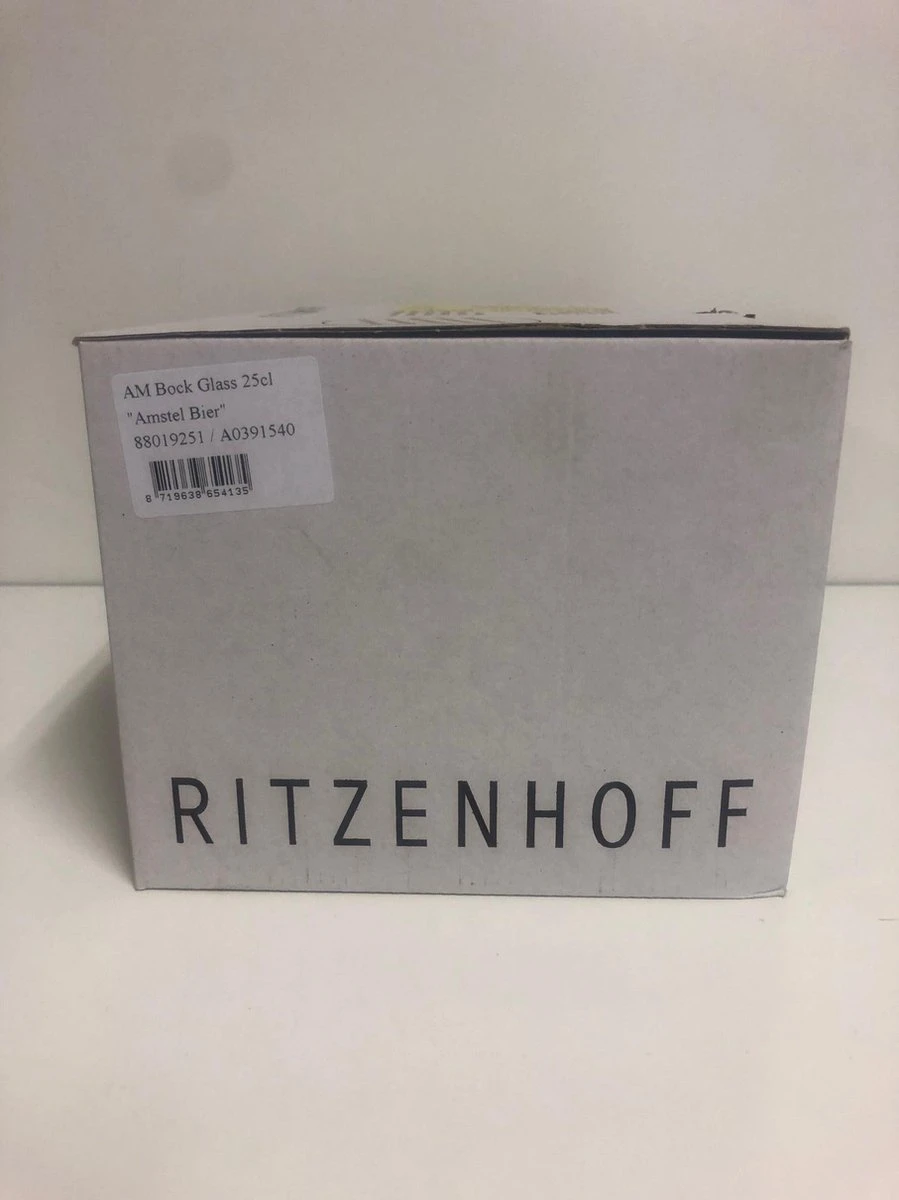 AM Bock Glass 25cl
"Amstel Bier"
88019251 / A0391540
8 719638 654135
RITZENHOFF